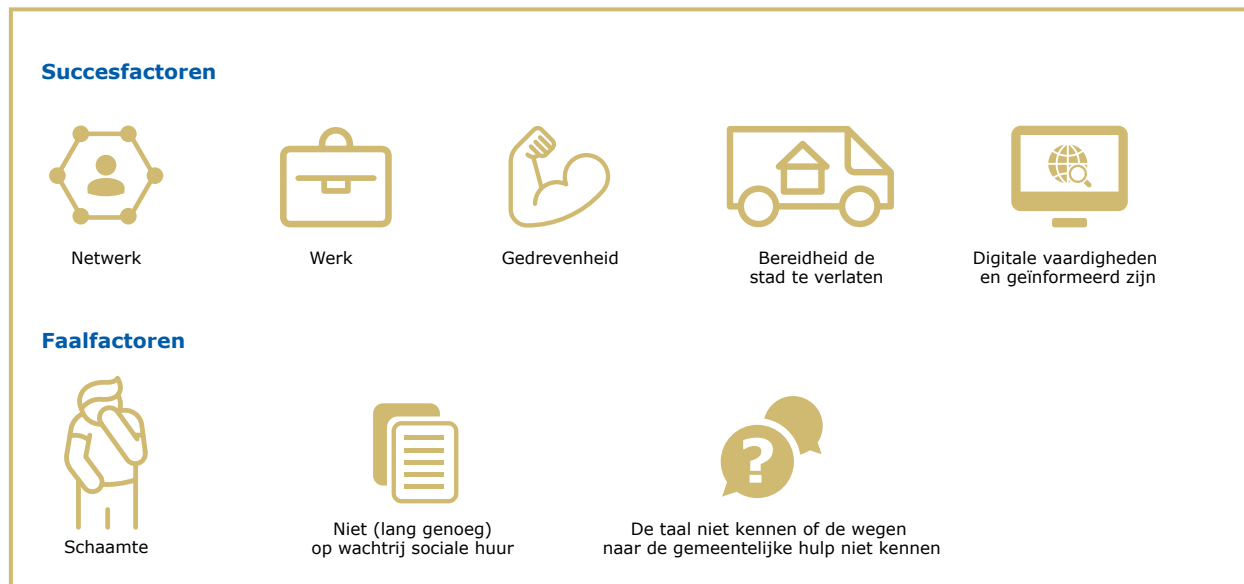 Succesfactoren
Netwerk
Werk
Gedrevenheid
Bereidheid de
stad te verlaten
Digitale vaardigheden
en geïnformeerd zijn
Faalfactoren
?
Schaamte
Niet (lang genoeg)
op wachtrij sociale huur
De taal niet kennen of de wegen
naar de gemeentelijke hulp niet kennen